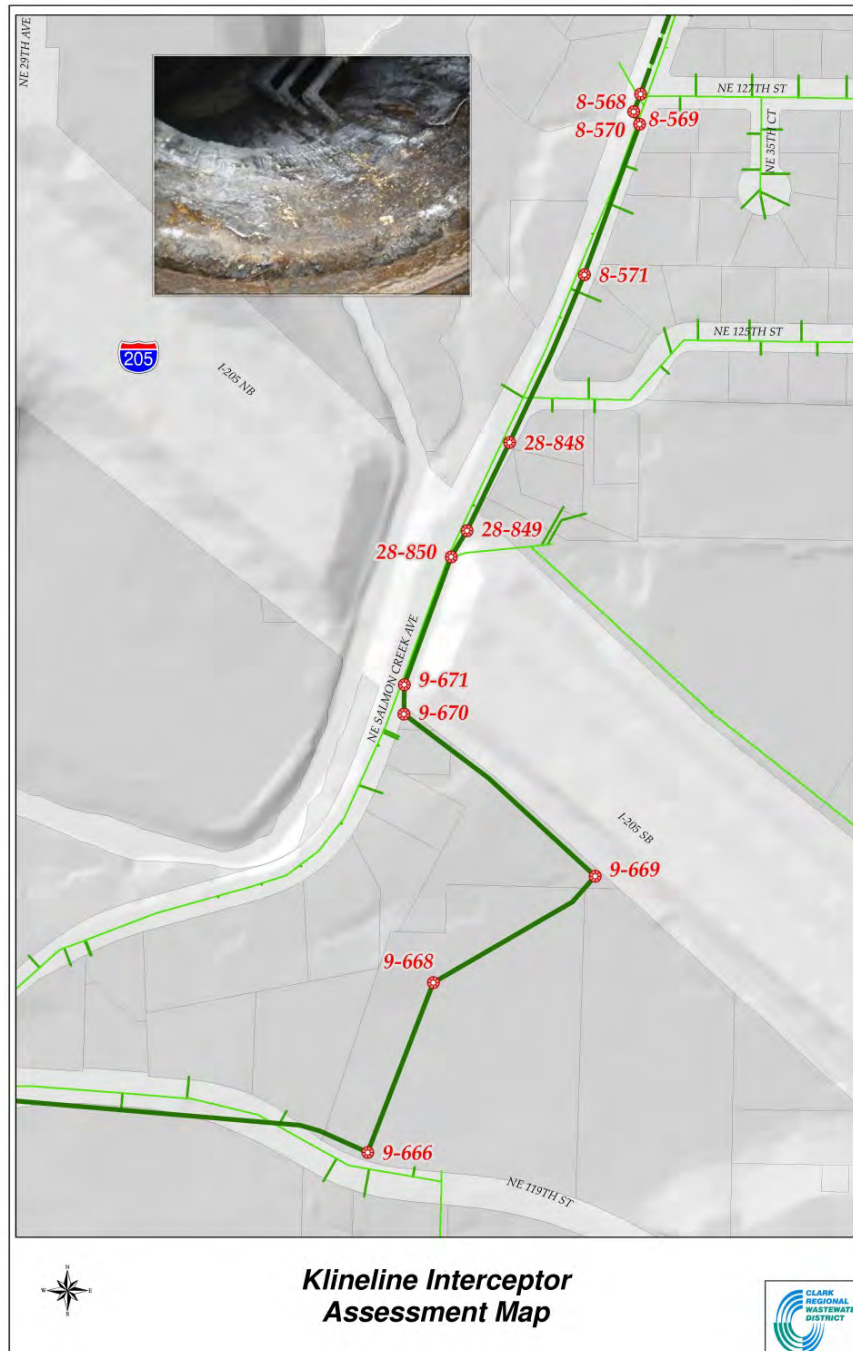 NE 29TH AVE
NE 127TH ST
8-568
8-569
8-570
NE 35TH CT
8-571
NE 125TH ST
205
I-205 NB
28-848
28-849
28-850
NE SALMON CREEK AVE
9-671
9-670
I-205 SB
9-669
9-668
9-666
NE 119TH ST
N
W
E
S
Klineline Interceptor
Assessment Map
CLARK
REGIONAL
WASTEWATER
DISTRICT